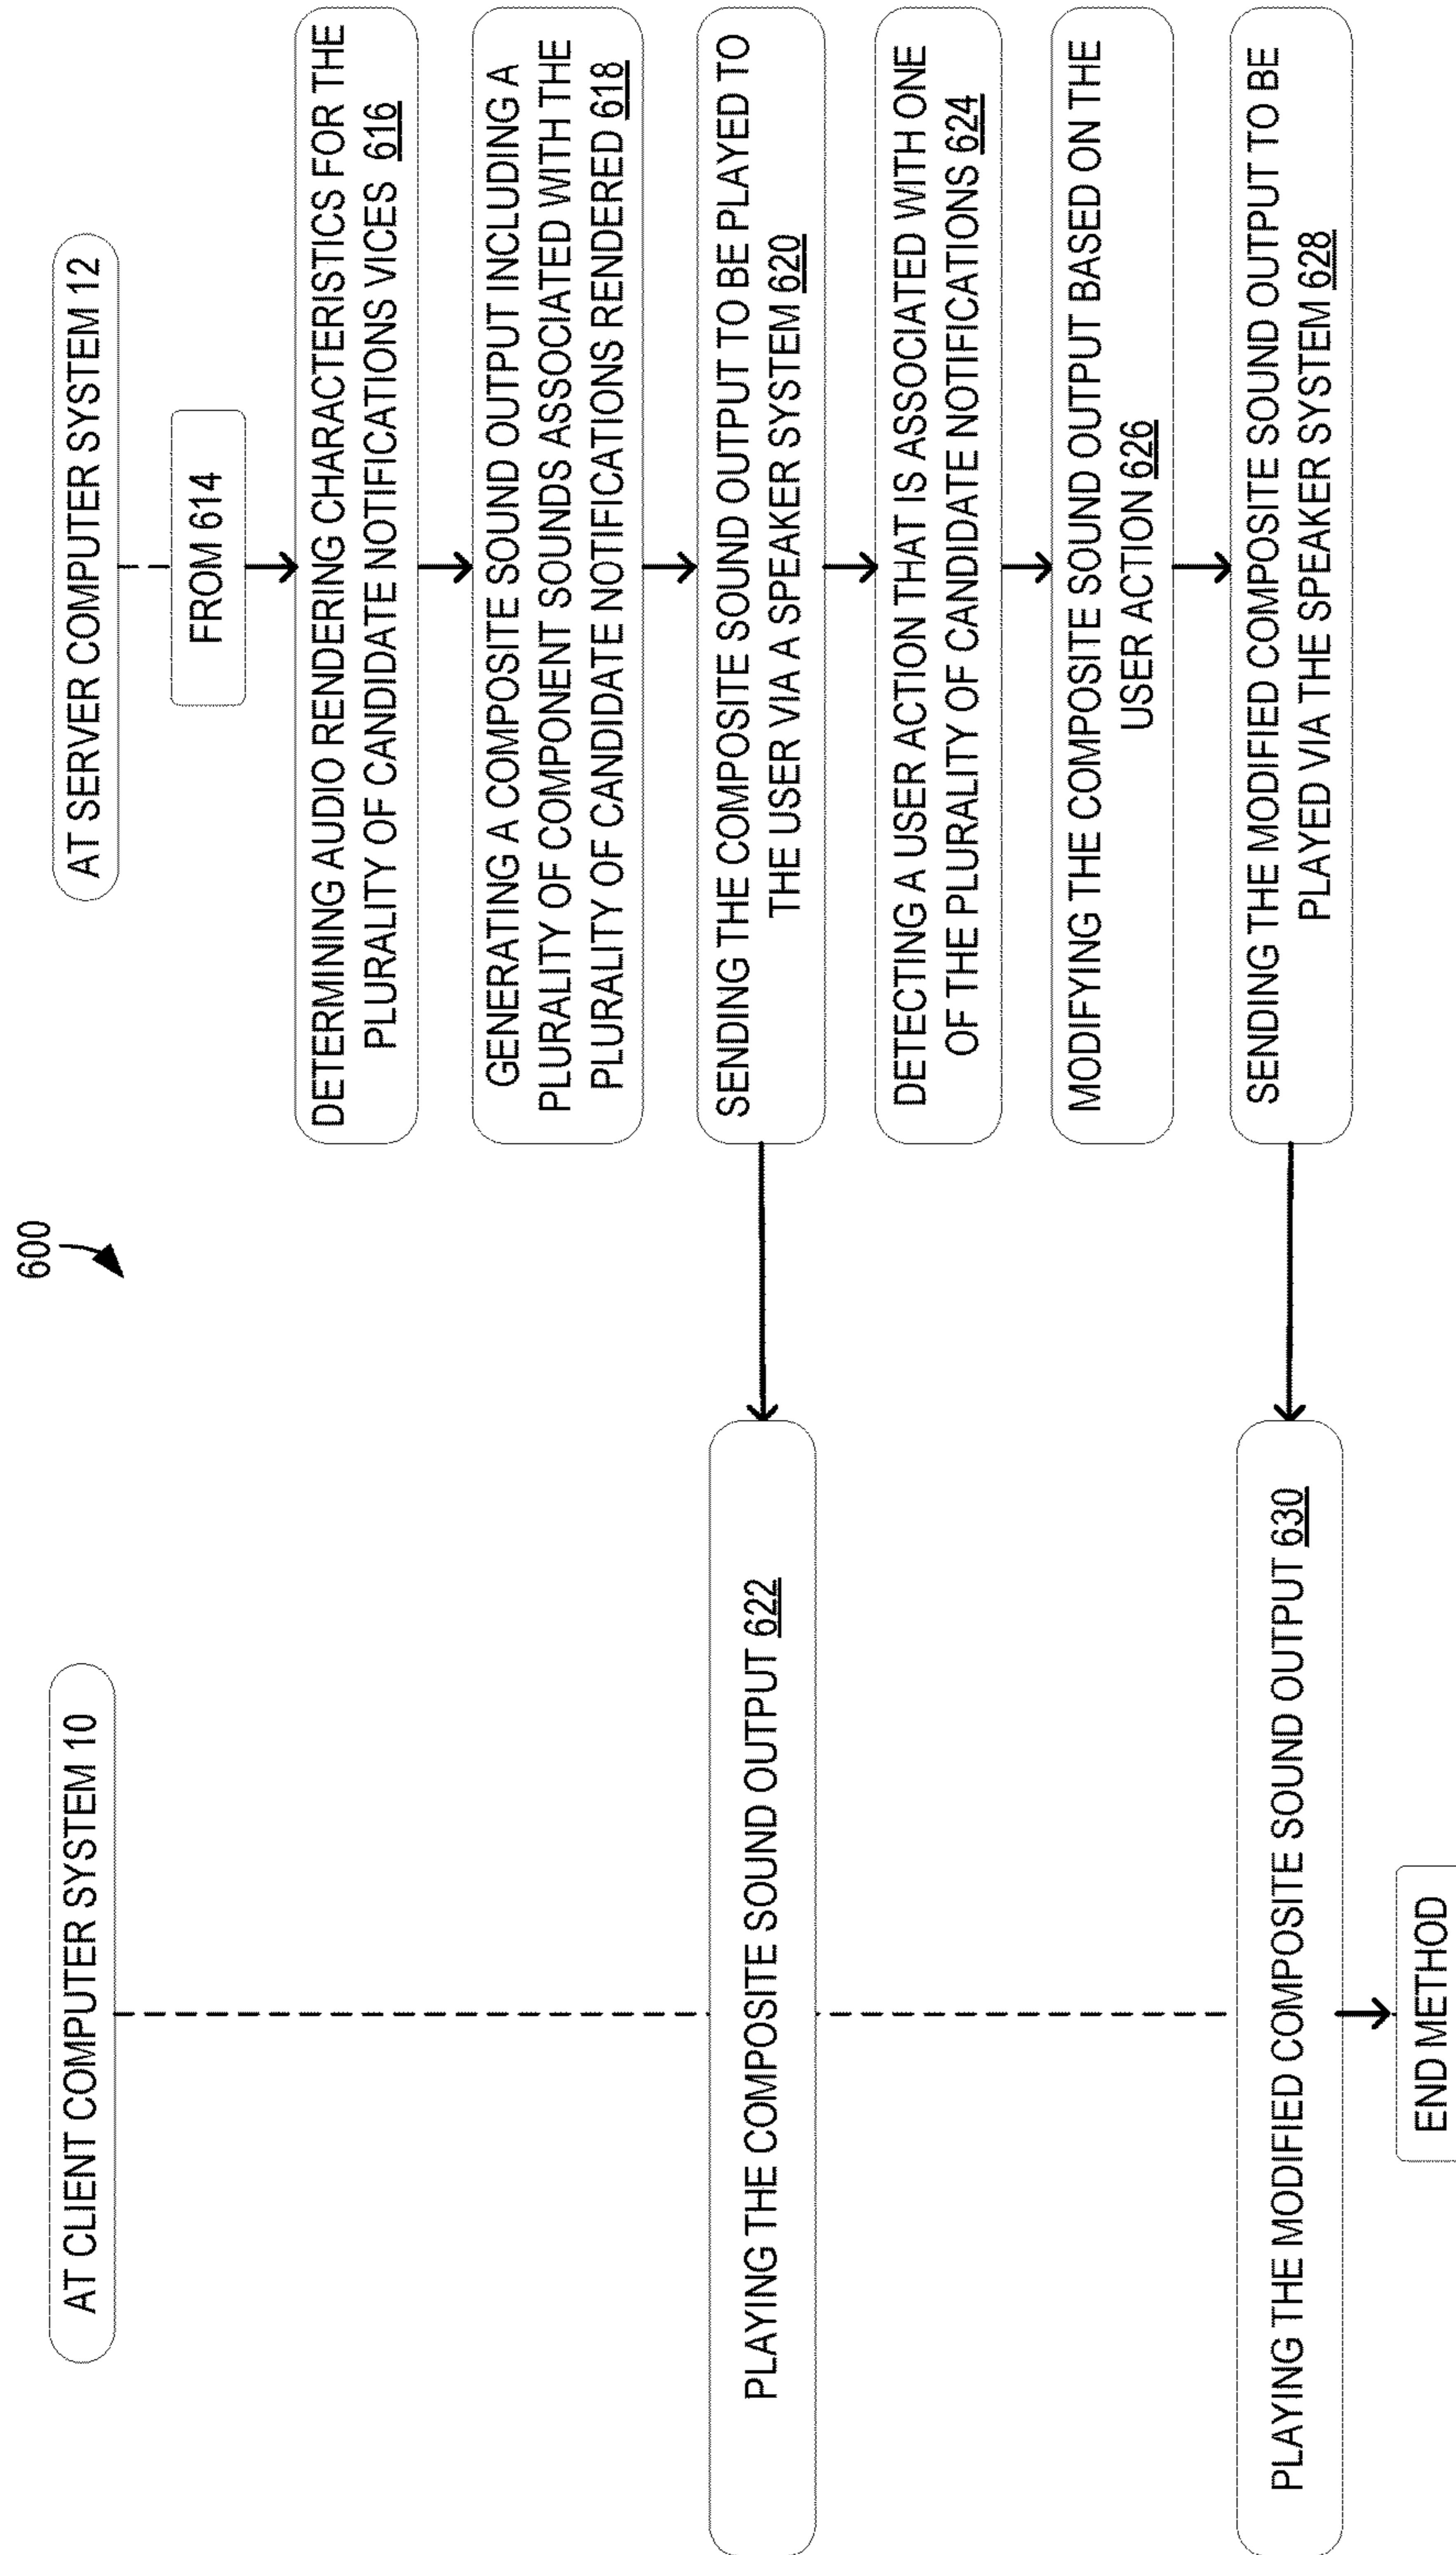 600
AT CLIENT COMPUTER SYSTEM 10
AT SERVER COMPUTER SYSTEM 12
FROM 614
DETERMINING AUDIO RENDERING CHARACTERISTICS FOR THE
PLURALITY OF CANDIDATE NOTIFICATIONS VICES 616
GENERATING A COMPOSITE SOUND OUTPUT INCLUDING A
PLURALITY OF COMPONENT SOUNDS ASSOCIATED WITH THE
PLURALITY OF CANDIDATE NOTIFICATIONS RENDERED 618
SENDING THE COMPOSITE SOUND OUTPUT TO BE PLAYED TO
THE USER VIA A SPEAKER SYSTEM 620
PLAYING THE COMPOSITE SOUND OUTPUT 622
DETECTING A USER ACTION THAT IS ASSOCIATED WITH ONE
OF THE PLURALITY OF CANDIDATE NOTIFICATIONS 624
MODIFYING THE COMPOSITE SOUND OUTPUT BASED ON THE
USER ACTION 626
SENDING THE MODIFIED COMPOSITE SOUND OUTPUT TO BE
PLAYED VIA THE SPEAKER SYSTEM 628
PLAYING THE MODIFIED COMPOSITE SOUND OUTPUT 630
END METHOD